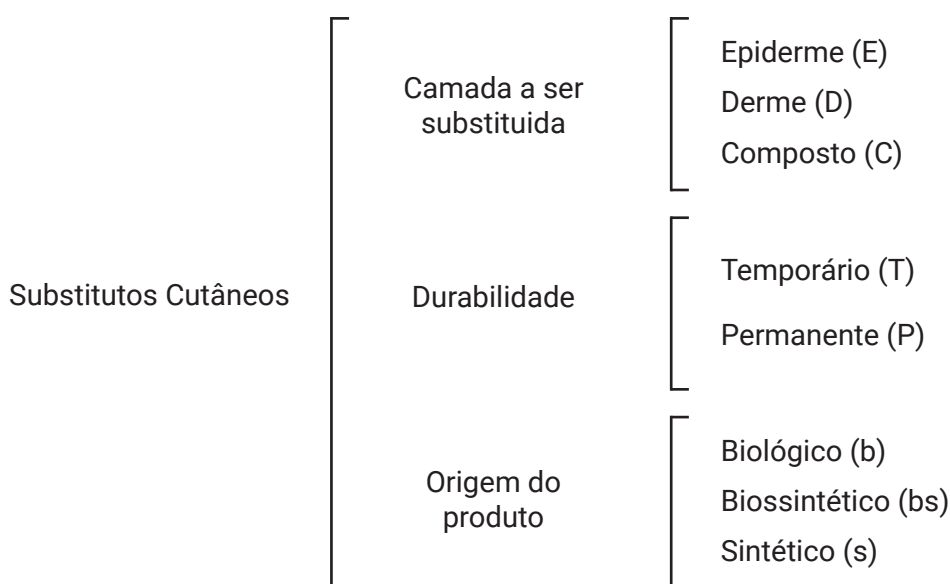 Substitutos Cutâneos
Camada a ser
substituida
Epiderme (E)
Derme (D)
Composto (C)
Durabilidade
Temporário (T)
Permanente (P)
Origem do
produto
Biológico (b)
Biossintético (bs)
Sintético (s)